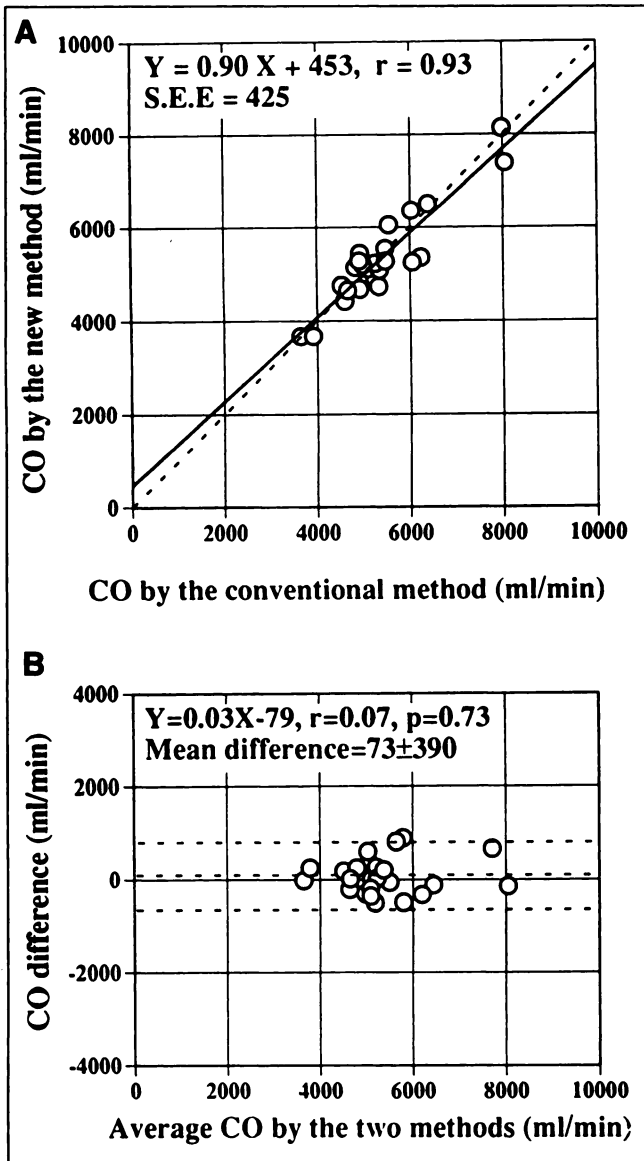 A
Y = 0.90 X + 453, r = 0.93
S.E.E = 425
10000
8000
6000
4000
2000
0
CO by the new method (ml/min)
0 2000 4000 6000 8000 10000
CO by the conventional method (ml/min)
B
Y=0.03X-79, r=0.07, p=0.73
Mean difference=73±390
4000
2000
0
-2000
-4000
CO difference (ml/min)
0 2000 4000 6000 8000 10000
Average CO by the two methods (ml/min)